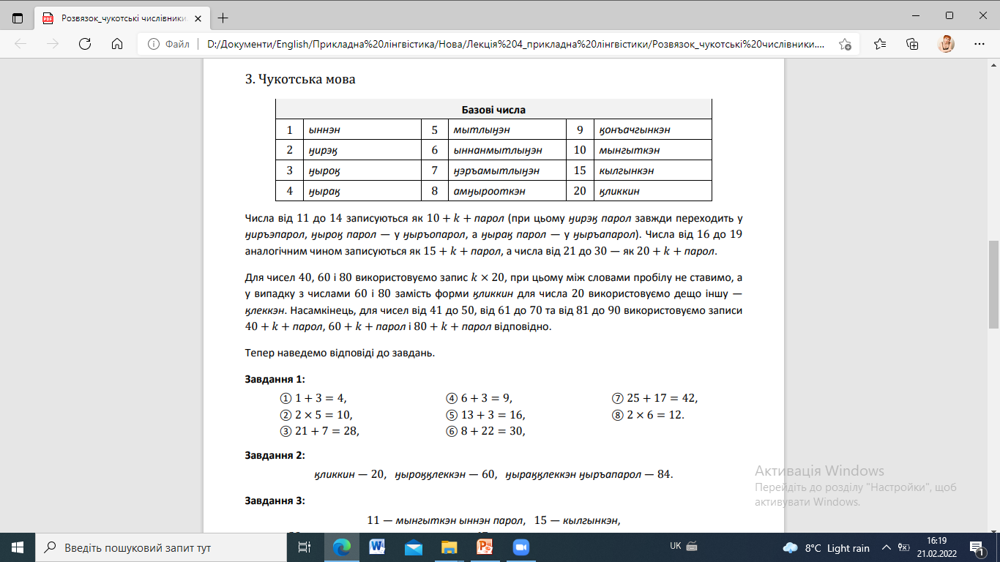 Розвязок_чукотські числівники.
Файл
D:/Документи/English/Прикладна%20лінгвістика/Нова/Лекція%204_прикладна%20лінгвістики/Розвязок_чукотські%20числівники....
3. Чукотська мова
Базові числа
1 ыннэн 5 мытлыӈэн 9 ӄонъачгынкэн
2 ӈирэӄ 6 ыннанмытлыӈэн 10 мынгыткэн
3 ӈыроӄ 7 ӈэръамытлыӈэн 15 кылгынкэн
4 ӈыраӄ 8 амӈырооткэн 20 ӄликкин
Числа від 11 до 14 записуються як 10 + k + парол (при цьому ӈирэӄ парол завжди переходить у
ӈиръэпарол, ӈыроӄ парол — у ӈыръопарол, а ӈыраӄ парол — у ӈыръапарол). Числа від 16 до 19
аналогічним чином записуються як 15 + k + парол, а числа від 21 до 30 — як 20 + k + парол.
Для чисел 40, 60 і 80 використовуємо запис k × 20, при цьому між словами пробілу не ставимо, а
у випадку з числами 60 і 80 замість форми ӄликкин для числа 20 використовуємо дещо іншу —
ӄлеккэн. Насамкінець, для чисел від 41 до 50, від 61 до 70 та від 81 до 90 використовуємо записи
40 + k + парол, 60 + k + парол і 80 + k + парол відповідно.
Тепер наведемо відповіді до завдань.
Завдання 1:
① 1 + 3 = 4, ④ 6 + 3 = 9, ⑦ 25 + 17 = 42,
② 2 × 5 = 10, ⑤ 13 + 3 = 16, ⑧ 2 × 6 = 12.
③ 21 + 7 = 28, ⑥ 8 + 22 = 30,
Завдання 2:
ӄликкин — 20, ӈыроӄӄлеккэн — 60, ӈыраӄӄлеккэн ӈыръапарол — 84.
Завдання 3:
11 — мынгыткэн ыннэн парол, 15 — кылгынкэн,
Активація Windows
Перейдіть до розділу "Настройки", щоб
активувати Windows.
Введіть пошуковий запит тут
UK
8°C Light rain
16:19
21.02.2022
1